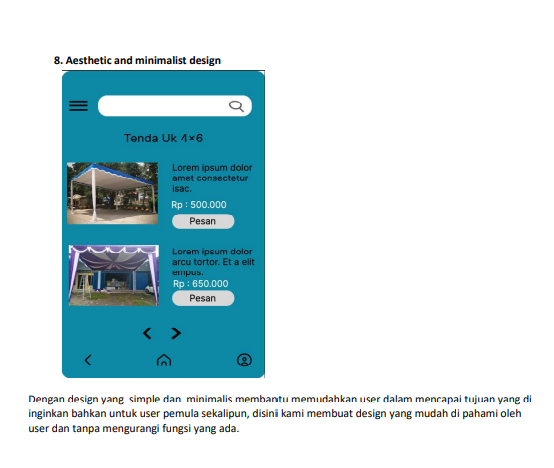 8. Aesthetic and minimalist design
Tenda Uk 4×6
Lorem ipsum dolor
amet consectetur
isac.
Rp : 500.000
Pesan
Lorem ipsum dolor
arcu tortor. Et a elit
empus.
Rp : 650.000
Pesan
Dengan design yang simple dan minimalis membantu memudahkan user dalam mencapai tujuan yang di
inginkan bahkan untuk user pemula sekalipun, disini kami membuat design yang mudah di pahami oleh
user dan tanpa mengurangi fungsi yang ada.